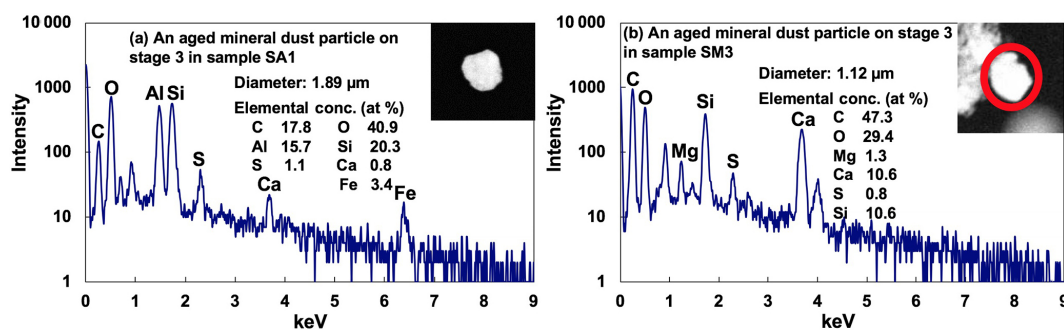 (a) An aged mineral dust particle on
stage 3 in sample SA1
Diameter: 1.89 µm
Elemental conc. (at %)
C 17.8 O 40.9
Al 15.7 Si 20.3
S 1.1 Ca 0.8
Fe 3.4
C
O
Al
Si
S
Ca
Fe
Intensity
10 000
1000
100
10
1
0 1 2 3 4 5 6 7 8 9
keV
(b) An aged mineral dust particle on stage 3
in sample SM3
Diameter: 1.12 µm
Elemental conc. (at %)
C 47.3
O 29.4
Mg 1.3
Ca 10.6
S 0.8
Si 10.6
C
O
Mg
Si
S
Ca
Intensity
10 000
1000
100
10
1
0 1 2 3 4 5 6 7 8 9
keV